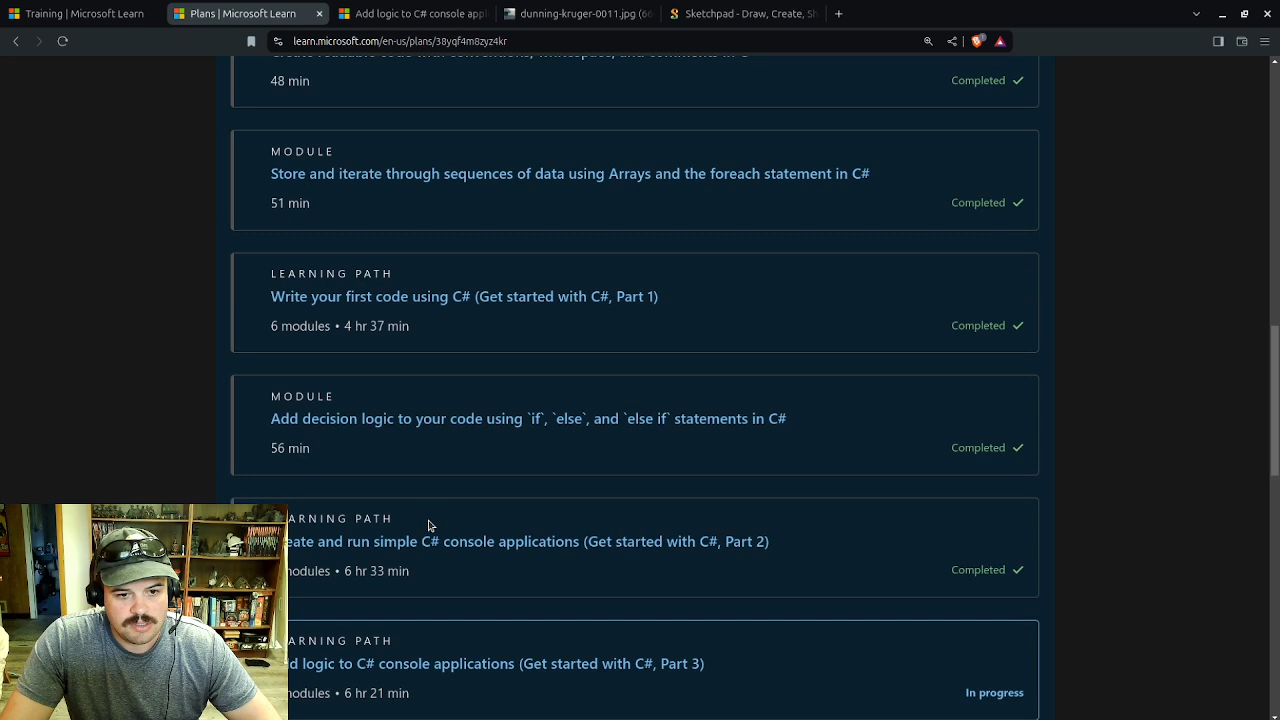 Training | Microsoft Learn
Plans | Microsoft Learn
Add logic to C# console appl
dunning-kruger-0011.jpg (66
Sketchpad - Draw, Create, Sh
learn.microsoft.com/en-us/plans/38yqf4m8zyz4kr
1
48 min
Completed
MODULE
Store and iterate through sequences of data using Arrays and the foreach statement in C#
51 min
Completed
LEARNING PATH
Write your first code using C# (Get started with C#, Part 1)
6 modules • 4 hr 37 min
Completed
MODULE
Add decision logic to your code using `if`, `else`, and `else if` statements in C#
56 min
Completed
ARNING PATH
eate and run simple C# console applications (Get started with C#, Part 2)
nodules • 6 hr 33 min
Completed
ARNING PATH
d logic to C# console applications (Get started with C#, Part 3)
nodules • 6 hr 21 min
In progress